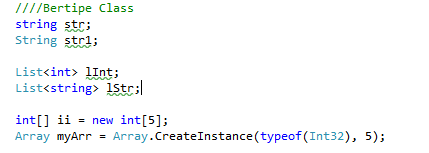 ////Bertipe Class
string str;
String str1;
List<int> lInt;
List<string> lStr;
int[] ii = new int[5];
Array myArr = Array.CreateInstance(typeof(Int32), 5);